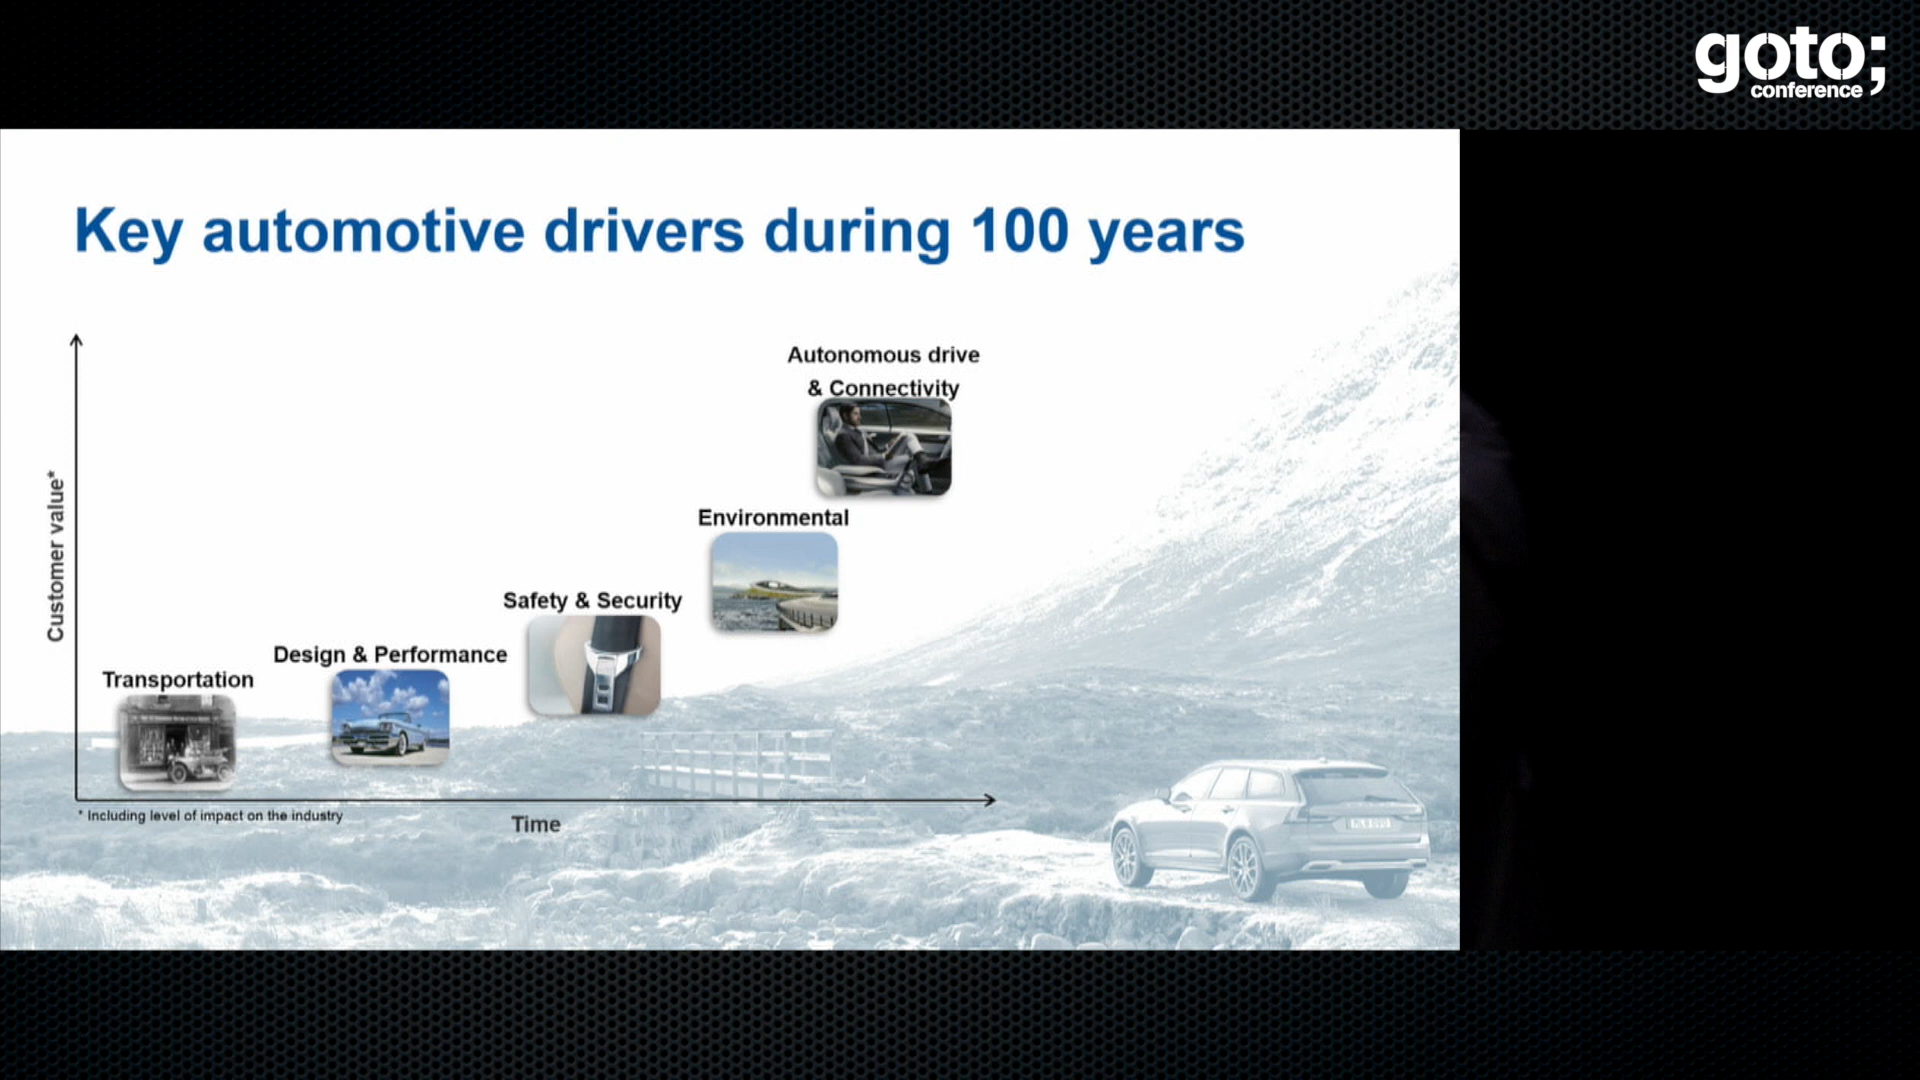 goto;
conference
Key automotive drivers during 100 years
Autonomous drive
& Connectivity
Environmental
Safety & Security
Design & Performance
Transportation
Customer value*
* Including level of impact on the industry
Time